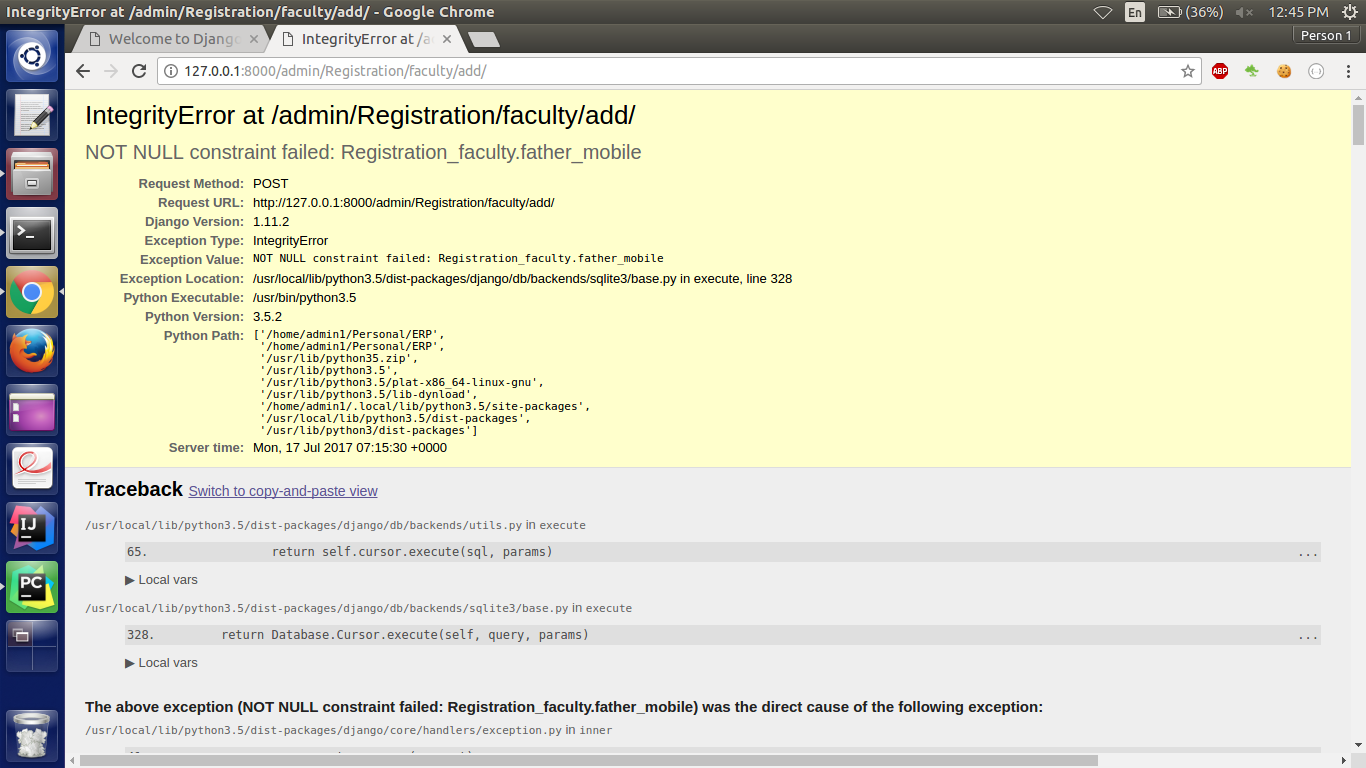 IntegrityError at /admin/Registration/faculty/add/ - Google Chrome
En
(36%)
12:45 PM
Welcome to Django
IntegrityError at /a
Person 1
127.0.0.1:8000/admin/Registration/faculty/add/
ABP
IntegrityError at /admin/Registration/faculty/add/
NOT NULL constraint failed: Registration_faculty.father_mobile
Request Method: POST
Request URL: http://127.0.0.1:8000/admin/Registration/faculty/add/
Django Version: 1.11.2
Exception Type: IntegrityError
Exception Value: NOT NULL constraint failed: Registration_faculty.father_mobile
Exception Location: /usr/local/lib/python3.5/dist-packages/django/db/backends/sqlite3/base.py in execute, line 328
Python Executable: /usr/bin/python3.5
Python Version: 3.5.2
Python Path: ['/home/admin1/Personal/ERP',
'/home/admin1/Personal/ERP',
'/usr/lib/python35.zip',
'/usr/lib/python3.5',
'/usr/lib/python3.5/plat-x86_64-linux-gnu',
'/usr/lib/python3.5/lib-dynload',
'/home/admin1/.local/lib/python3.5/site-packages',
'/usr/local/lib/python3.5/dist-packages',
'/usr/lib/python3/dist-packages']
Server time: Mon, 17 Jul 2017 07:15:30 +0000
Traceback Switch to copy-and-paste view
/usr/local/lib/python3.5/dist-packages/django/db/backends/utils.py in execute
65. return self.cursor.execute(sql, params) ...
▶ Local vars
/usr/local/lib/python3.5/dist-packages/django/db/backends/sqlite3/base.py in execute
328. return Database.Cursor.execute(self, query, params) ...
▶ Local vars
The above exception (NOT NULL constraint failed: Registration_faculty.father_mobile) was the direct cause of the following exception:
/usr/local/lib/python3.5/dist-packages/django/core/handlers/exception.py in inner
>_
IJ
PC